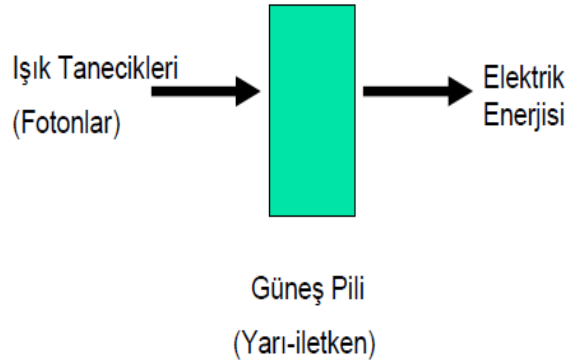 Işık Tanecikleri
(Fotonlar)
Elektrik
Enerjisi
Güneş Pili
(Yarı-iletken)